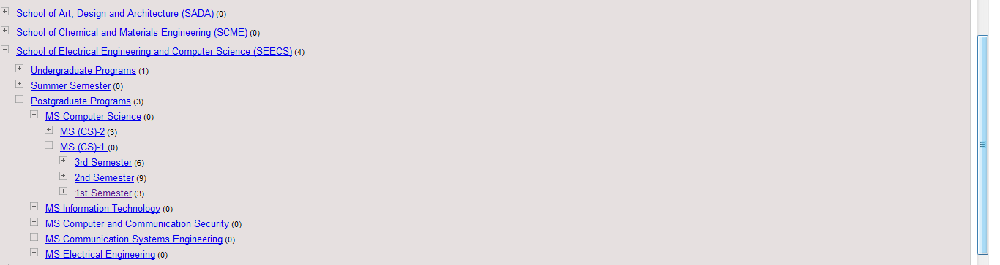 School of Art, Design and Architecture (SADA) (0)
School of Chemical and Materials Engineering (SCME) (0)
School of Electrical Engineering and Computer Science (SEECS) (4)
Undergraduate Programs (1)
Summer Semester (0)
Postgraduate Programs (3)
MS Computer Science (0)
MS (CS)-2 (3)
MS (CS)-1 (0)
3rd Semester (6)
2nd Semester (9)
1st Semester (3)
MS Information Technology (0)
MS Computer and Communication Security (0)
MS Communication Systems Engineering (0)
MS Electrical Engineering (0)